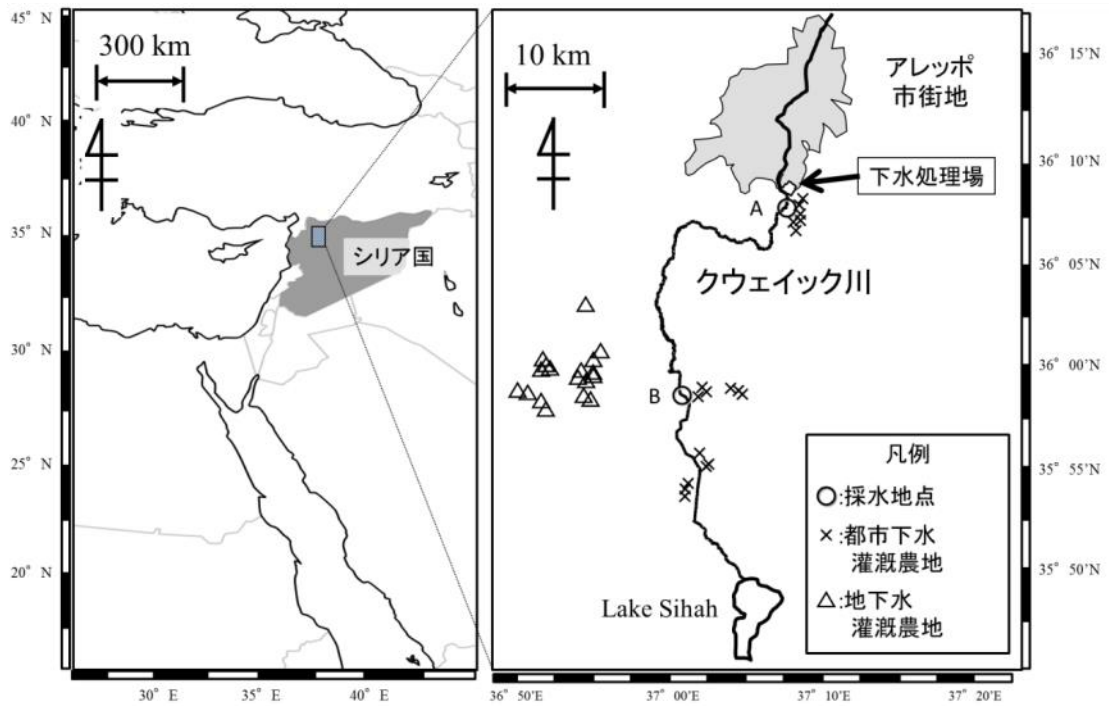 45° N
40° N
35° N
30° N
25° N
20° N
30° E
40° E
300 km
シリア国
10 km
アレッポ
市街地
下水処理場
A
クウェイック川
B
Lake Sihah
凡例
:採水地点
:都市下水
灌漑農地
:地下水
灌漑農地
36° 15'N
36° 10'N
36° 05'N
36° 00'N
35° 55'N
35° 50'N
36° 50'E
37° 00'E
37° 10'E
37° 20'E